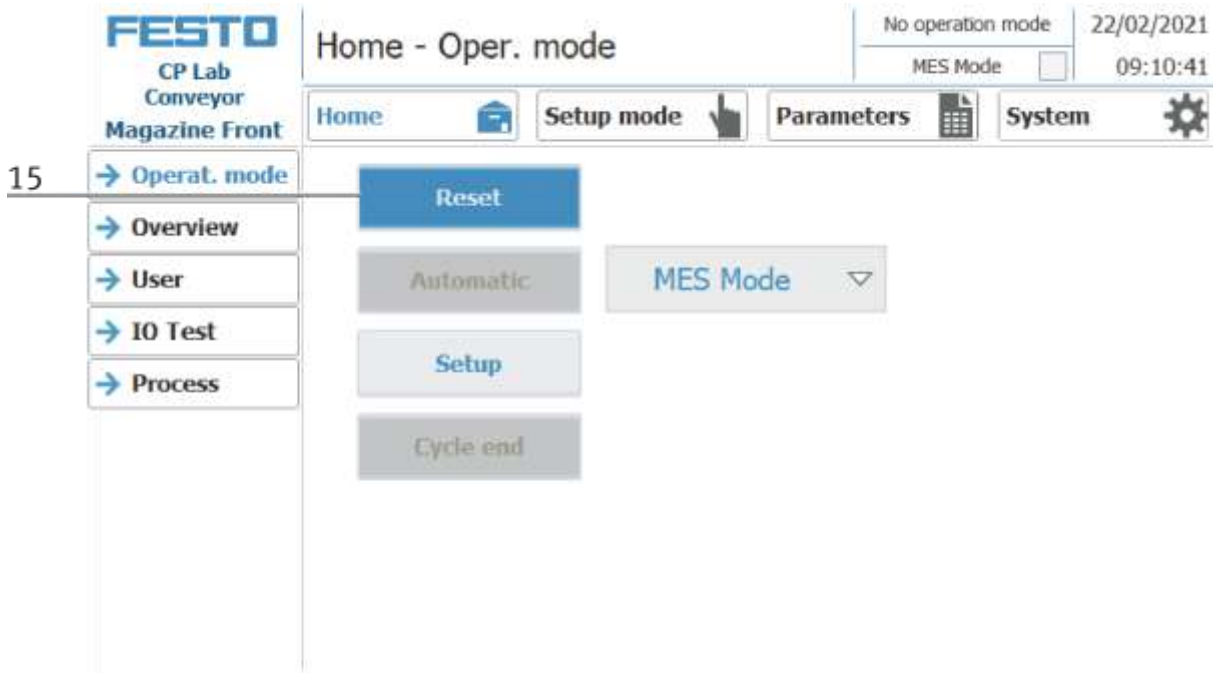 FESTO
CP Lab
Conveyor
Magazine Front
Home - Oper. mode
No operation mode
MES Mode
22/02/2021
09:10:41
Home
Setup mode
Parameters
System
15
Operat. mode
Overview
User
IO Test
Process
Reset
Automatic
MES Mode
Setup
Cycle end